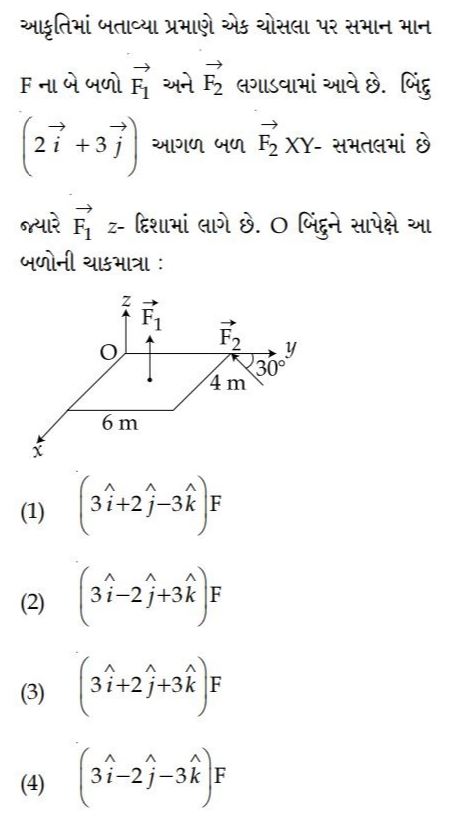 આકૃતિમાં બતાવ્યા પ્રમાણે એક ચોસલા પર સમાન માન
F ના બે બળો $\vec{F_1}$ અને $\vec{F_2}$ લગાડવામાં આવે છે. બિંદુ
$\left(2\vec{i} + 3\vec{j}\right)$ આગળ બળ $\vec{F_2}$ XY- સમતલમાં છે
જ્યારે $\vec{F_1}$ z- દિશામાં લાગે છે. O બિંદુને સાપેક્ષે આ
બળોની ચાકમાત્રા :
z $\vec{F_1}$
O $\vec{F_2}$ y
30°
4 m
6 m
x
(1) $\left(3\hat{i}+2\hat{j}-3\hat{k}\right)$F
(2) $\left(3\hat{i}-2\hat{j}+3\hat{k}\right)$F
(3) $\left(3\hat{i}+2\hat{j}+3\hat{k}\right)$F
(4) $\left(3\hat{i}-2\hat{j}-3\hat{k}\right)$F